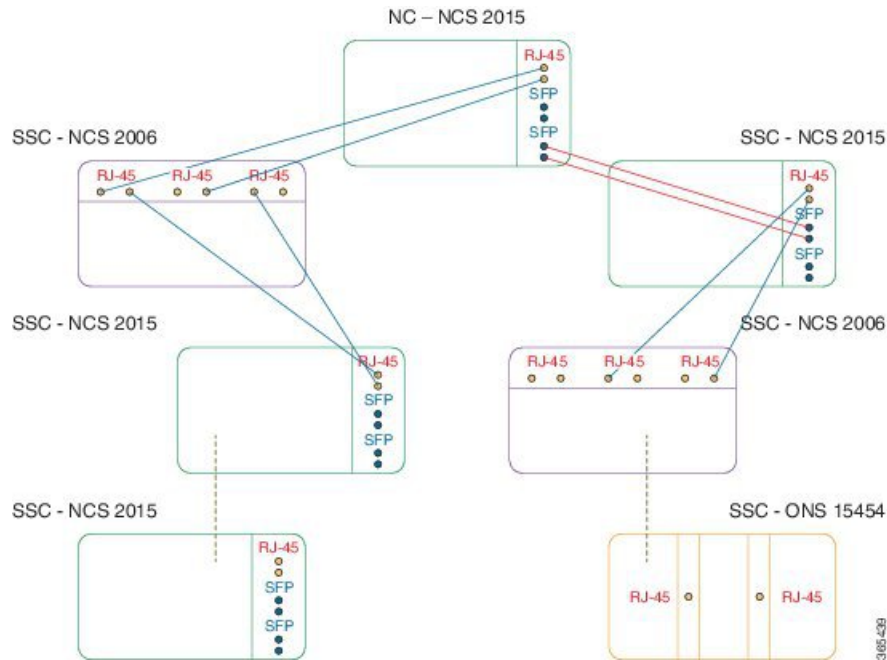 NC – NCS 2015
RJ-45
SFP
SFP
SSC - NCS 2006
RJ-45 RJ-45 RJ-45
SSC - NCS 2015
RJ-45
SFP
SFP
SSC - NCS 2015
RJ-45
SFP
SFP
SSC - NCS 2006
RJ-45 RJ-45 RJ-45
SSC - NCS 2015
RJ-45
SFP
SFP
SSC - ONS 15454
RJ-45 RJ-45
365439